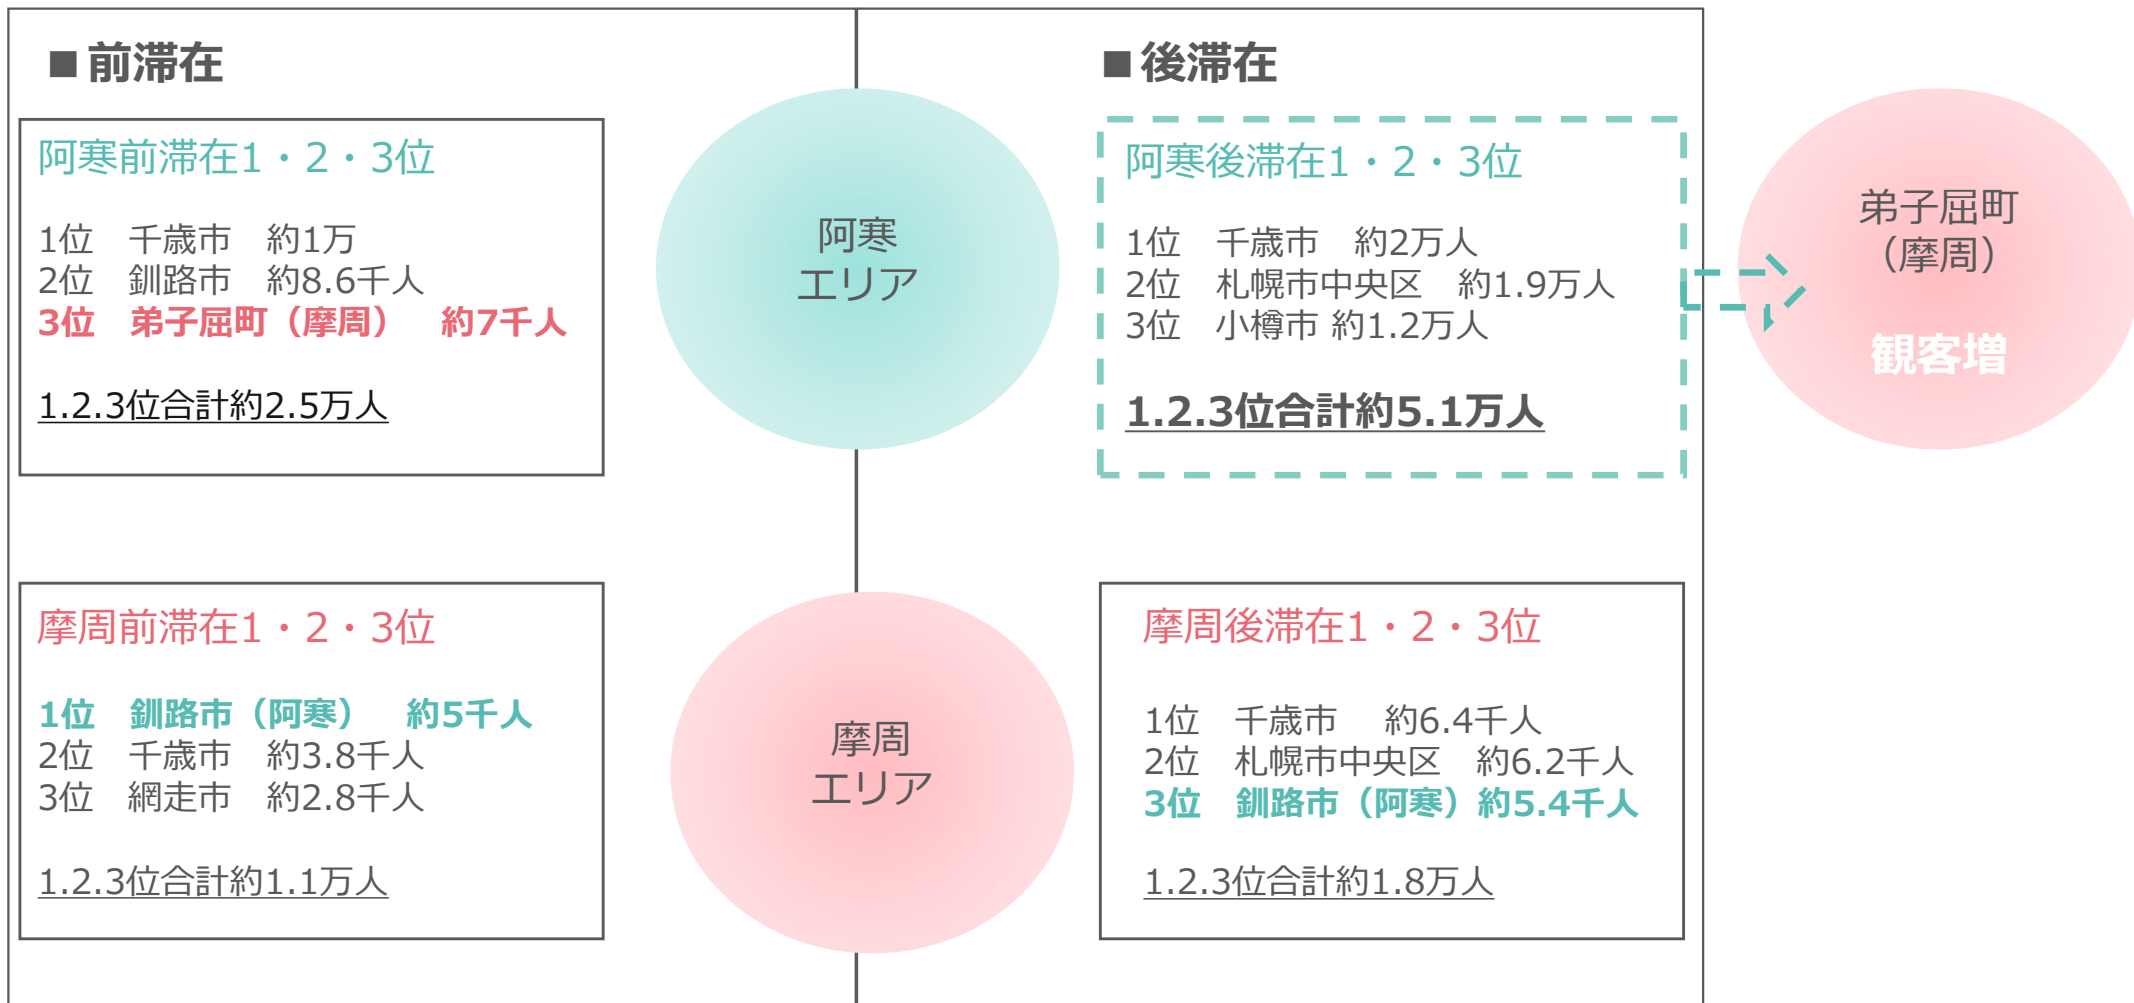 ■前滞在
阿寒前滞在1・2・3位
1位　千歳市　約1万
2位　釧路市　約8.6千人
3位　弟子屈町（摩周）　約7千人
1.2.3位合計約2.5万人
阿寒
エリア
■後滞在
阿寒後滞在1・2・3位
1位　千歳市　約2万人
2位　札幌市中央区　約1.9万人
3位　小樽市 約1.2万人
1.2.3位合計約5.1万人
弟子屈町
（摩周）
観客増
摩周前滞在1・2・3位
1位　釧路市（阿寒）　約5千人
2位　千歳市　約3.8千人
3位　網走市　約2.8千人
1.2.3位合計約1.1万人
摩周
エリア
摩周後滞在1・2・3位
1位　千歳市　 約6.4千人
2位　札幌市中央区　約6.2千人
3位　釧路市（阿寒）約5.4千人
1.2.3位合計約1.8万人